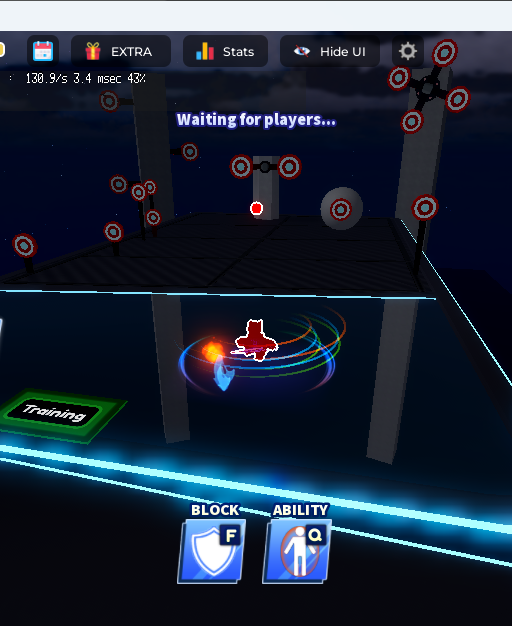 EXTRA
Stats
Hide UI
: 130.9/s 3.4 msec 43%
Waiting for players...
Training
BLOCK
ABILITY
F
Q